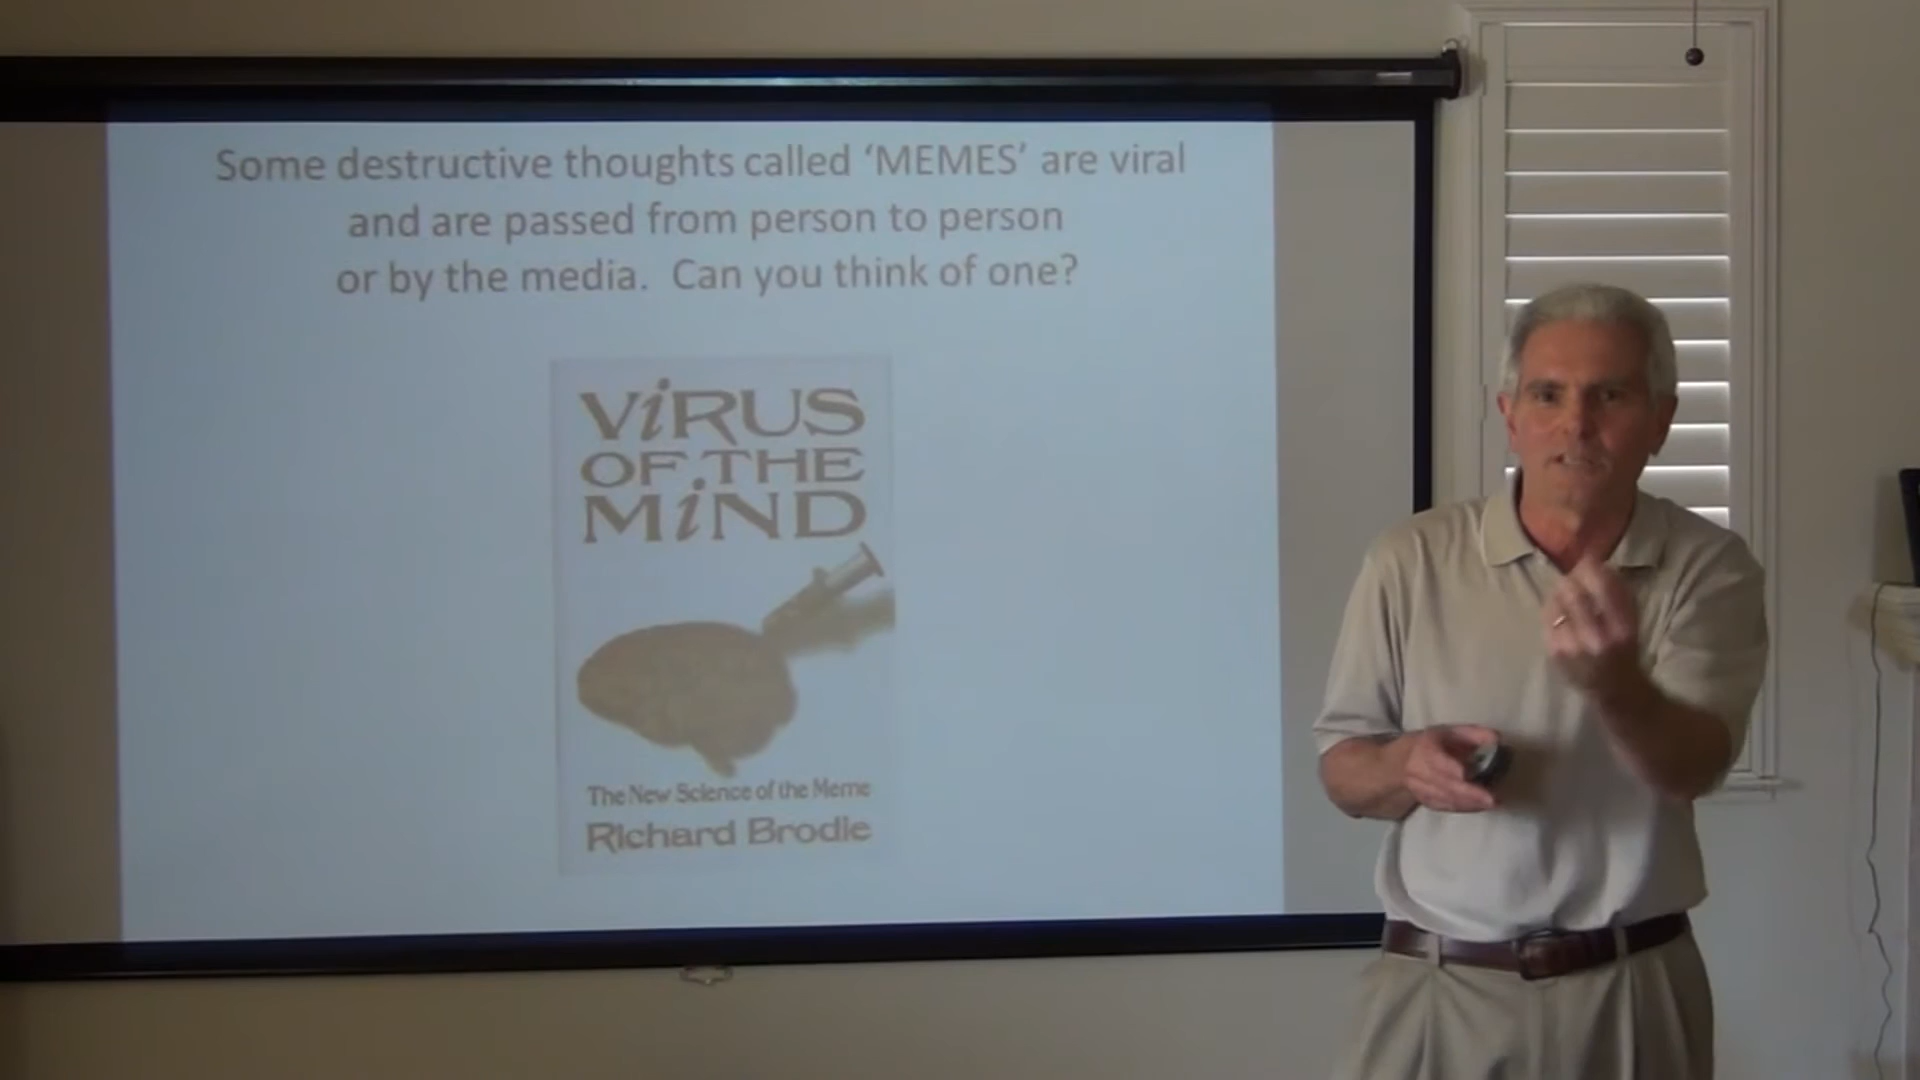 Some destructive thoughts called ‘MEMES’ are viral
and are passed from person to person
or by the media.  Can you think of one?
ViRUS
OF THE
MiND
The New Science of the Meme
Richard Brodie